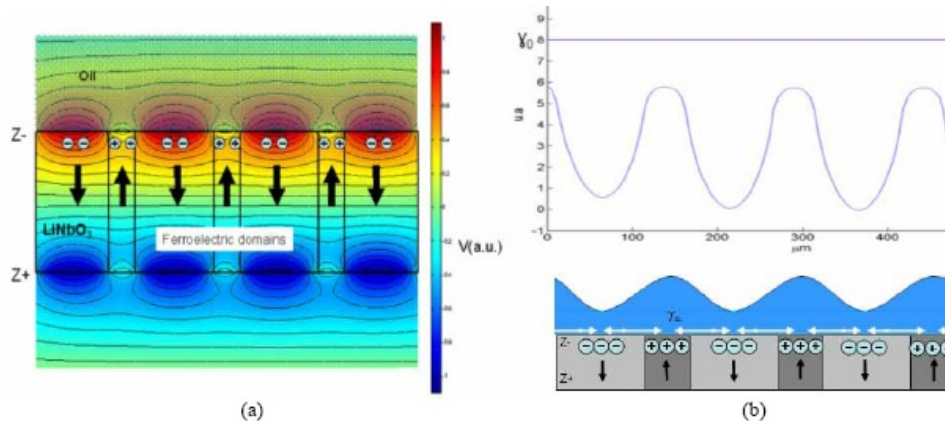 Oil
Z-
LiNbO3
Ferroelectric domains
Z+
V(a.u.)
(a)
γ0
ua
9
8
7
6
5
4
3
2
1
0
-1
0
100
200
300
400
μm
Z-
Z+
(b)